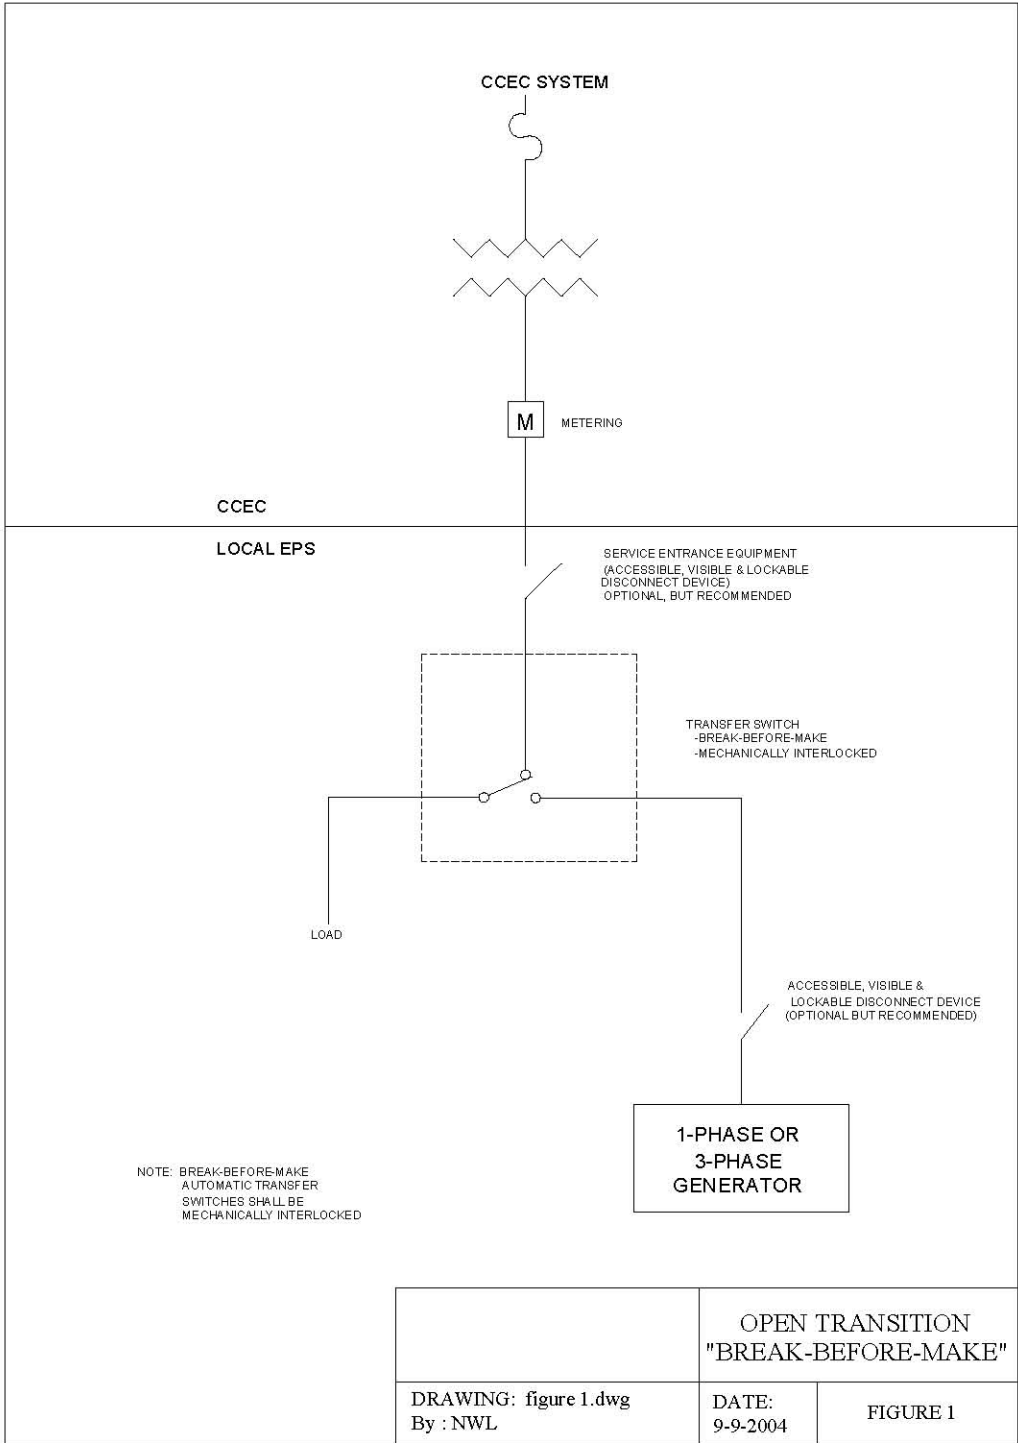 CCEC SYSTEM
M
METERING
CCEC
LOCAL EPS
SERVICE ENTRANCE EQUIPMENT
(ACCESSIBLE, VISIBLE & LOCKABLE
DISCONNECT DEVICE)
OPTIONAL, BUT RECOMMENDED
TRANSFER SWITCH
-BREAK-BEFORE-MAKE
-MECHANICALLY INTERLOCKED
LOAD
ACCESSIBLE, VISIBLE &
LOCKABLE DISCONNECT DEVICE
(OPTIONAL BUT RECOMMENDED)
1-PHASE OR
3-PHASE
GENERATOR
NOTE: BREAK-BEFORE-MAKE
AUTOMATIC TRANSFER
SWITCHES SHALL BE
MECHANICALLY INTERLOCKED
OPEN TRANSITION
"BREAK-BEFORE-MAKE"
DRAWING: figure 1.dwg
By : NWL
DATE:
9-9-2004
FIGURE 1